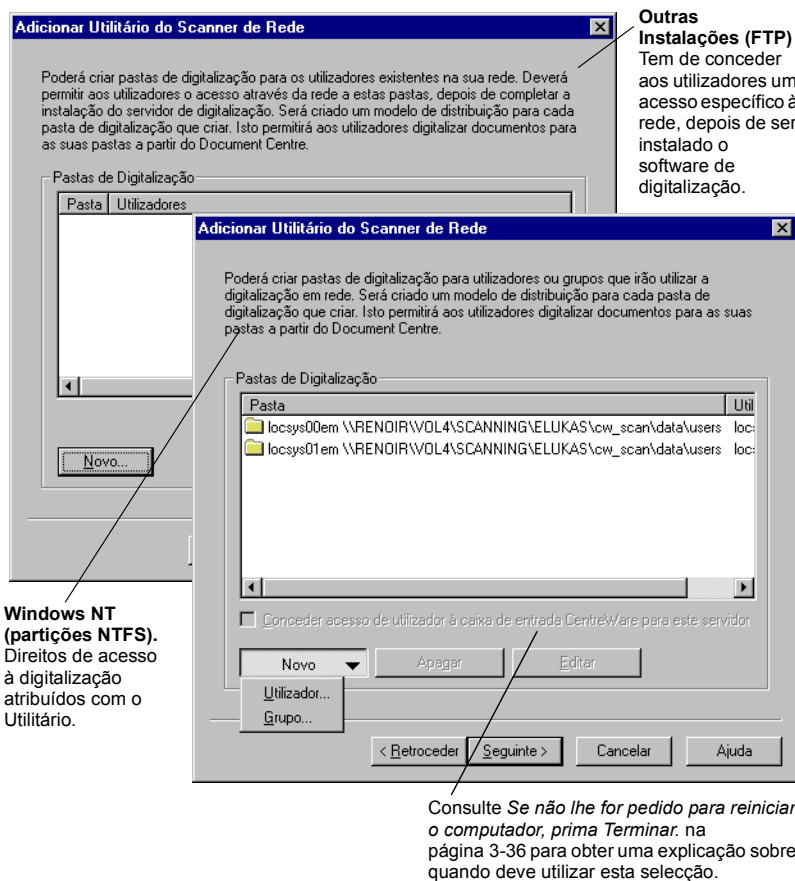 Adicionar Utilitário do Scanner de Rede
Poderá criar pastas de digitalização para os utilizadores existentes na sua rede. Deverá
permitir aos utilizadores o acesso através da rede a estas pastas, depois de completar a
instalação do servidor de digitalização. Será criado um modelo de distribuição para cada
pasta de digitalização que criar. Isto permitirá aos utilizadores digitalizar documentos para
as suas pastas a partir do Document Centre.
Pastas de Digitalização
Pasta Utilizadores
Novo...
Outras
Instalações (FTP)
Tem de conceder
aos utilizadores um
acesso específico à
rede, depois de ser
instalado o
software de
digitalização.
Adicionar Utilitário do Scanner de Rede
Poderá criar pastas de digitalização para utilizadores ou grupos que irão utilizar a
digitalização em rede. Será criado um modelo de distribuição para cada pasta de
digitalização que criar. Isto permitirá aos utilizadores digitalizar documentos para as suas
pastas a partir do Document Centre.
Pastas de Digitalização
Pasta Util
locsys00em \\RENOIR\VOL4\SCANNING\ELUKAS\cw_scan\data\users loc
locsys01em \\RENOIR\VOL4\SCANNING\ELUKAS\cw_scan\data\users loc
Conceder acesso de utilizador à caixa de entrada CentreWare para este servidor
Novo Apagar Editar
Utilizador...
Grupo...
< Retroceder Seguinte > Cancelar Ajuda
Windows NT
(partições NTFS).
Direitos de acesso
à digitalização
atribuídos com o
Utilitário.
Consulte Se não lhe for pedido para reiniciar
o computador, prima Terminar. na
página 3-36 para obter uma explicação sobre
quando deve utilizar esta selecção.